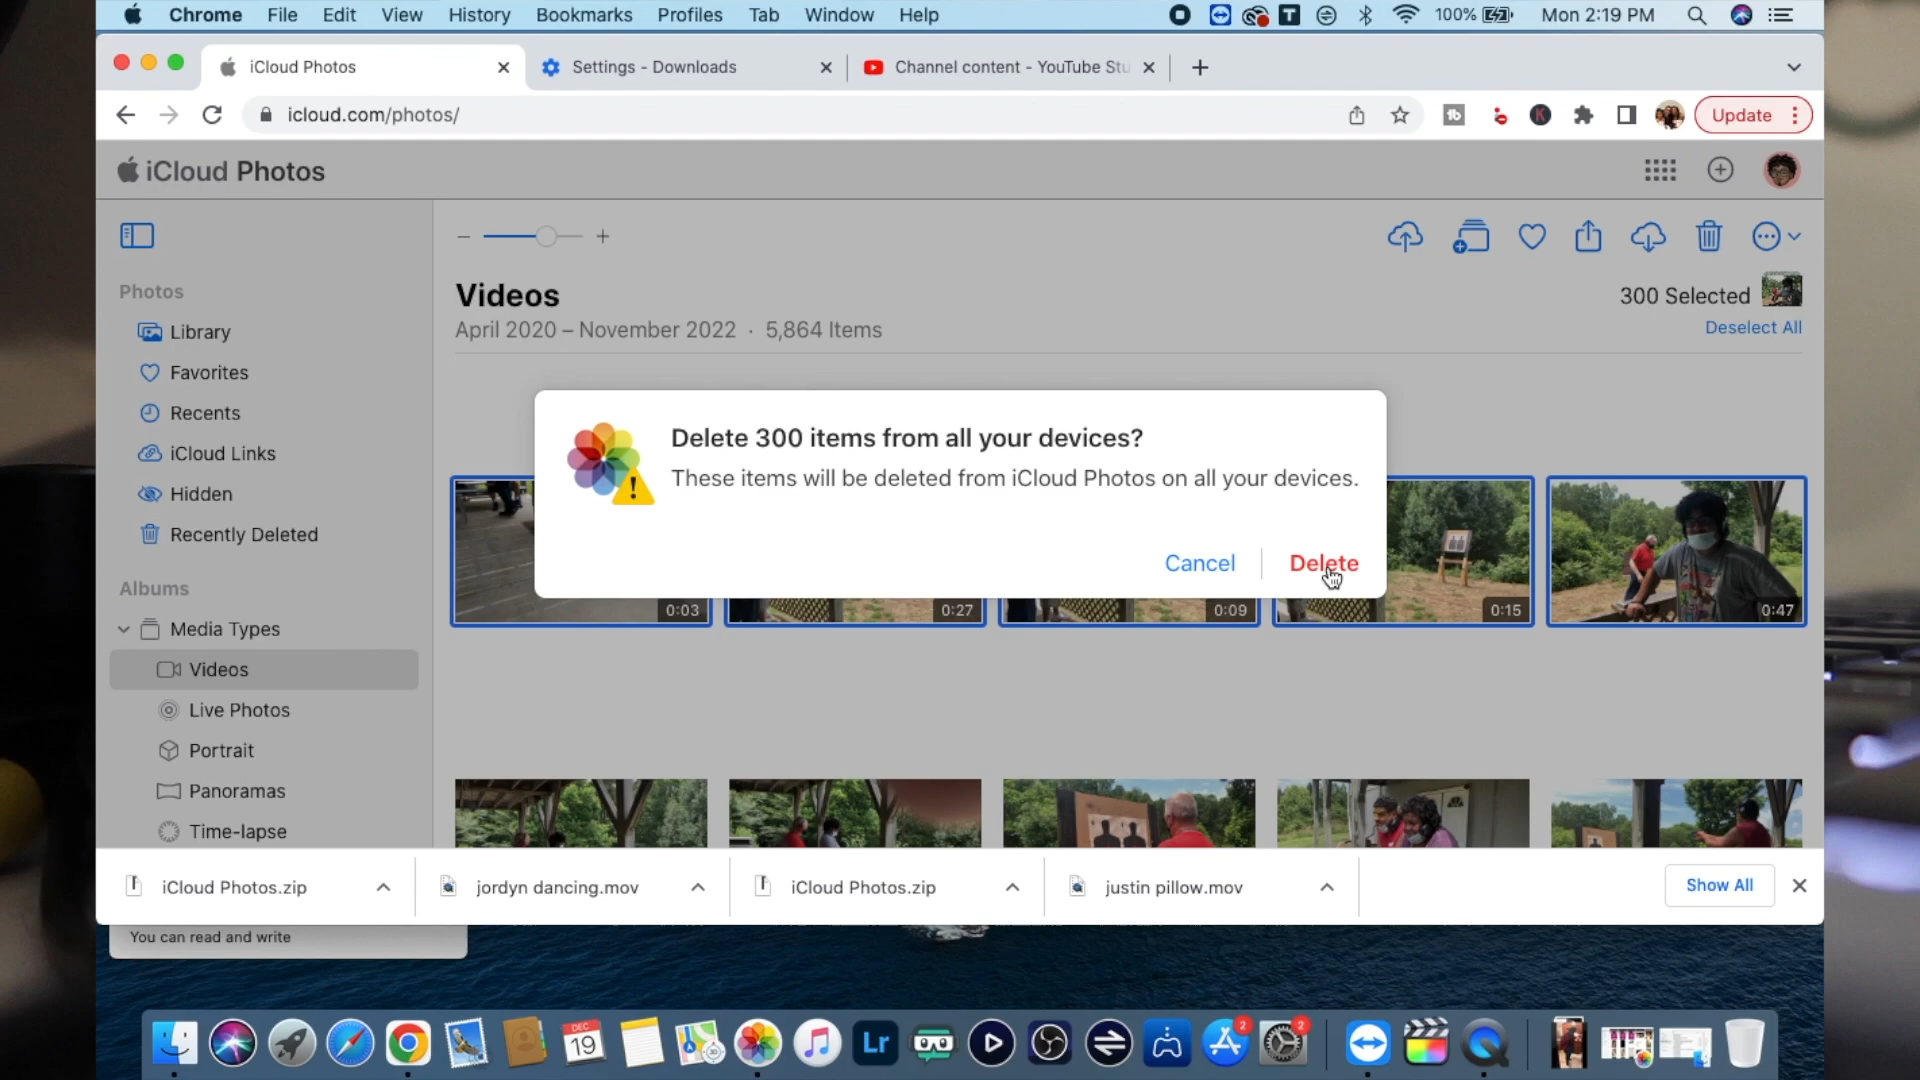 Chrome File Edit View History Bookmarks Profiles Tab Window Help 100% Mon 2:19 PM
iCloud Photos Settings - Downloads Channel content - YouTube Stu
icloud.com/photos/ Update
iCloud Photos
Photos
Library
Favorites
Recents
iCloud Links
Hidden
Recently Deleted
Albums
Media Types
Videos
Live Photos
Portrait
Panoramas
Time-lapse
Videos
April 2020 – November 2022 · 5,864 Items
300 Selected
Deselect All
Delete 300 items from all your devices?
These items will be deleted from iCloud Photos on all your devices.
Cancel Delete
0:03 0:27 0:09 0:15 0:47
iCloud Photos.zip jordyn dancing.mov iCloud Photos.zip justin pillow.mov Show All
You can read and write
DEC
19
Lr
2
2